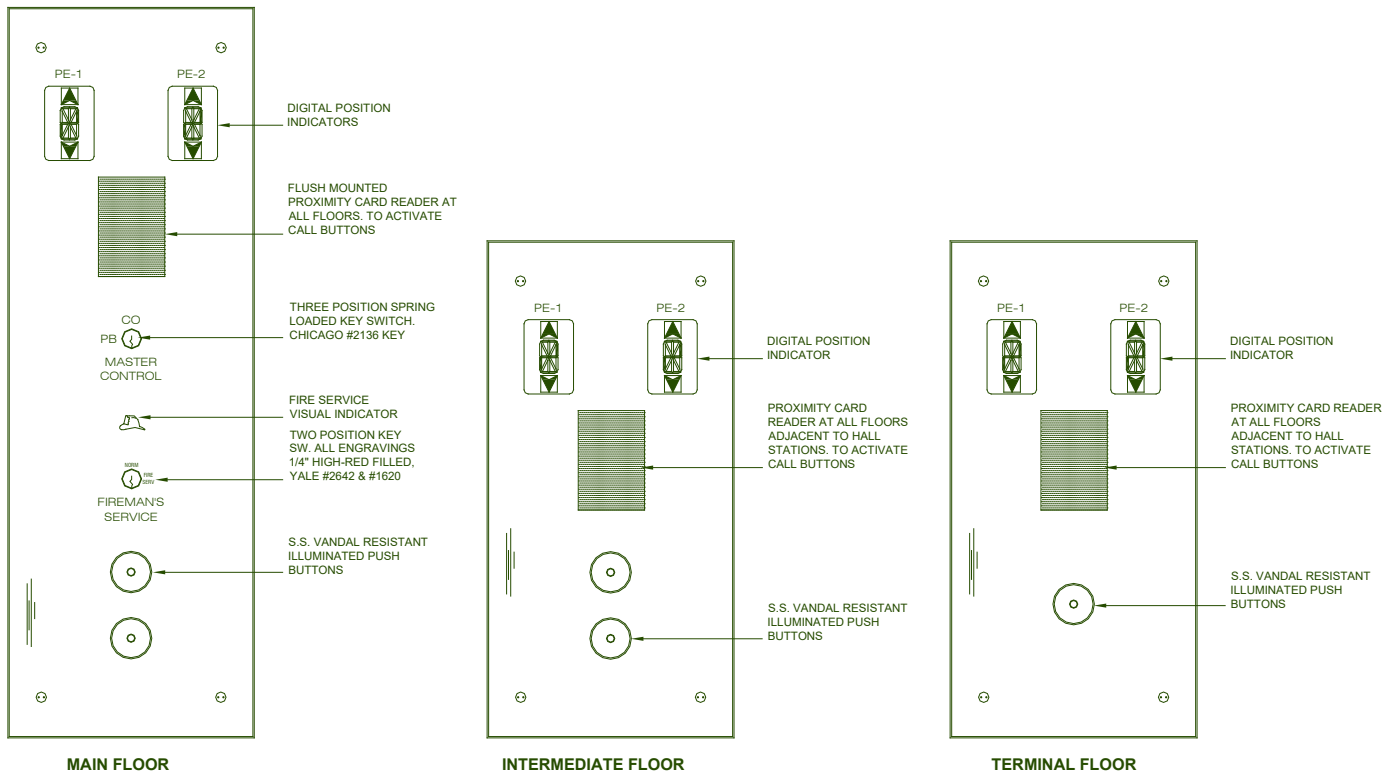 PE-1
PE-2
DIGITAL POSITION
INDICATORS
FLUSH MOUNTED
PROXIMITY CARD READER AT
ALL FLOORS. TO ACTIVATE
CALL BUTTONS
CO
PB
MASTER
CONTROL
THREE POSITION SPRING
LOADED KEY SWITCH.
CHICAGO #2136 KEY
FIRE SERVICE
VISUAL INDICATOR
TWO POSITION KEY
SW. ALL ENGRAVINGS
1/4" HIGH-RED FILLED,
YALE #2642 & #1620
NORM
FIRE
SERV
FIREMAN'S
SERVICE
S.S. VANDAL RESISTANT
ILLUMINATED PUSH
BUTTONS
MAIN FLOOR
PE-1
PE-2
DIGITAL POSITION
INDICATOR
PROXIMITY CARD
READER AT ALL FLOORS
ADJACENT TO HALL
STATIONS. TO ACTIVATE
CALL BUTTONS
S.S. VANDAL RESISTANT
ILLUMINATED PUSH
BUTTONS
INTERMEDIATE FLOOR
PE-1
PE-2
DIGITAL POSITION
INDICATOR
PROXIMITY CARD READER
AT ALL FLOORS
ADJACENT TO HALL
STATIONS. TO ACTIVATE
CALL BUTTONS
S.S. VANDAL RESISTANT
ILLUMINATED PUSH
BUTTONS
TERMINAL FLOOR